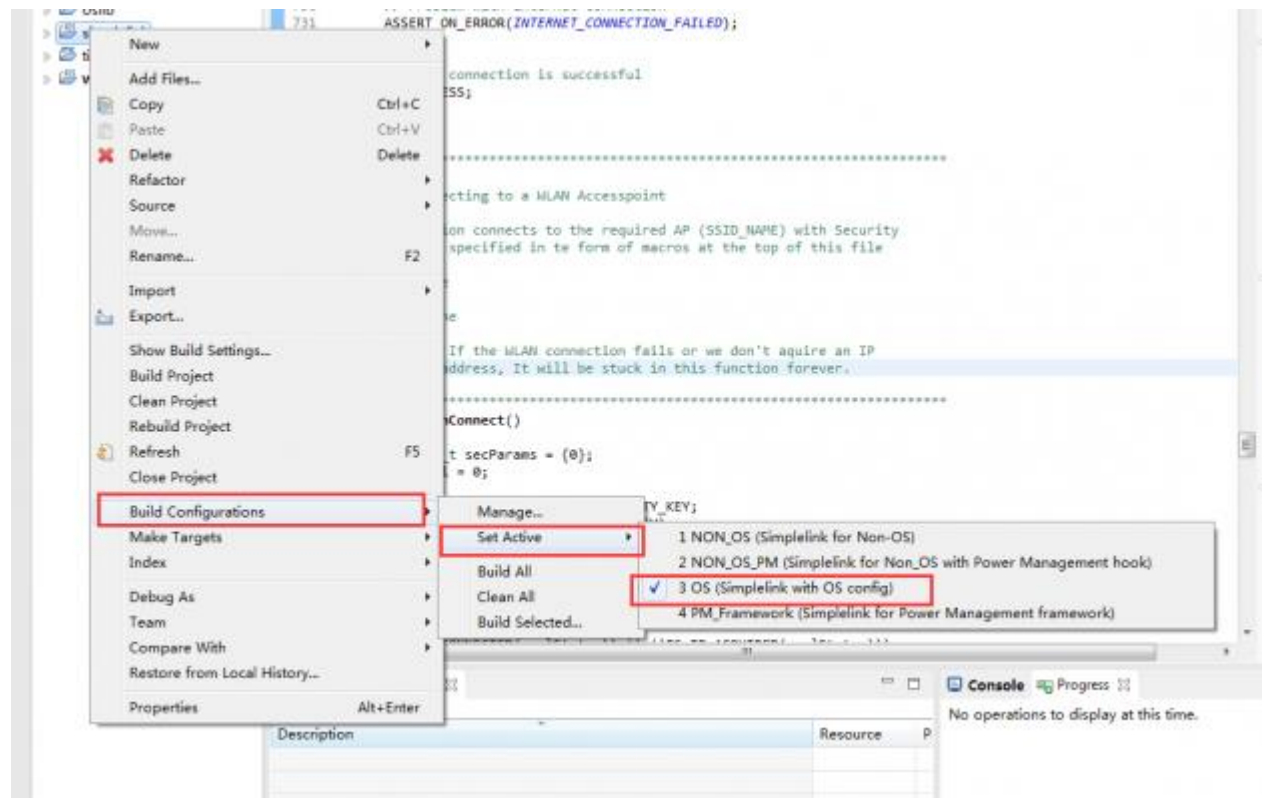 731 ASSERT_ON_ERROR(INTERNET_CONNECTION_FAILED);
New
Add Files...
connection is successful
Copy Ctrl+C
ESS;
Paste Ctrl+V
Delete Delete
Refactor
Source
ecting to a WLAN Accesspoint
Move...
ion connects to the required AP (SSID_NAME) with Security
specified in te form of macros at the top of this file
Rename... F2
Import
Export...
Show Build Settings...
If the WLAN connection fails or we don't aquire an IP
address, It will be stuck in this function forever.
Build Project
Clean Project
Rebuild Project
nConnect()
Refresh F5
t secParams = {0};
Close Project
= 0;
Build Configurations
Manage...
TY_KEY;
Make Targets
Set Active
1 NON_OS (Simplelink for Non-OS)
Index
2 NON_OS_PM (Simplelink for Non_OS with Power Management hook)
Build All
Debug As
Clean All
3 OS (Simplelink with OS config)
Team
Build Selected...
4 PM_Framework (Simplelink for Power Management framework)
Compare With
Restore from Local History...
Properties Alt+Enter
Console Progress
No operations to display at this time.
Description Resource P